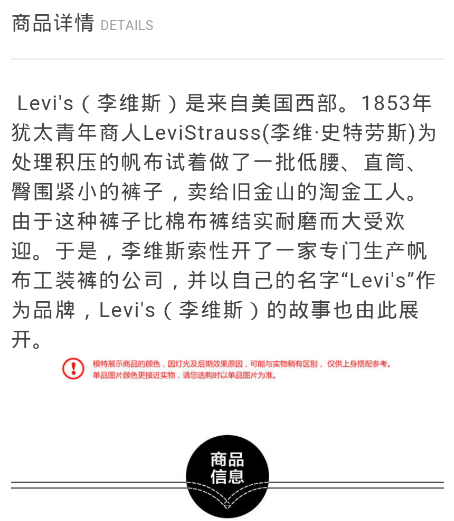 商品详情 DETAILS
Levi's（李维斯）是来自美国西部。1853年
犹太青年商人LeviStrauss(李维·史特劳斯)为
处理积压的帆布试着做了一批低腰、直筒、
臀围紧小的裤子，卖给旧金山的淘金工人。
由于这种裤子比棉布裤结实耐磨而大受欢
迎。于是，李维斯索性开了一家专门生产帆
布工装裤的公司，并以自己的名字“Levi's”作
为品牌，Levi's（李维斯）的故事也由此展
开。
模特展示商品的颜色，因灯光及后期效果原因，可能与实物稍有区别，仅供上身搭配参考。
单品图片颜色更接近实物，请您选购时以单品图片为准。
商品
信息